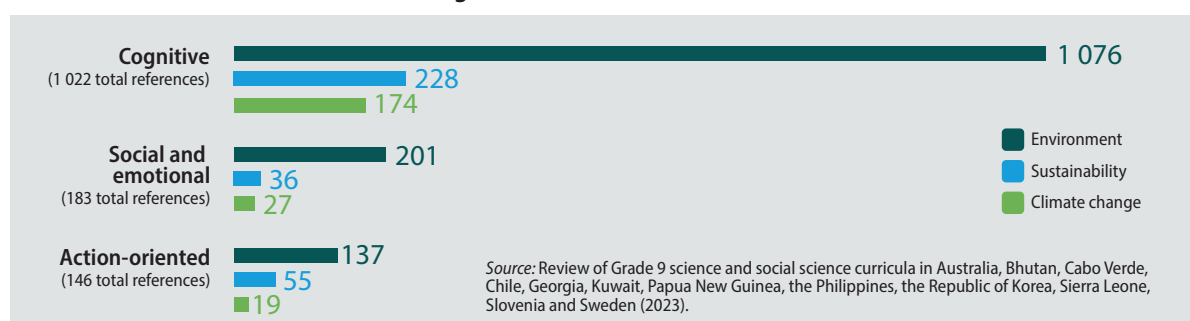 Cognitive
(1 022 total references)
1 076
228
174
Social and
emotional
(183 total references)
201
36
27
Environment
Sustainability
Climate change
Action-oriented
(146 total references)
137
55
19
Source: Review of Grade 9 science and social science curricula in Australia, Bhutan, Cabo Verde,
Chile, Georgia, Kuwait, Papua New Guinea, the Philippines, the Republic of Korea, Sierra Leone,
Slovenia and Sweden (2023).